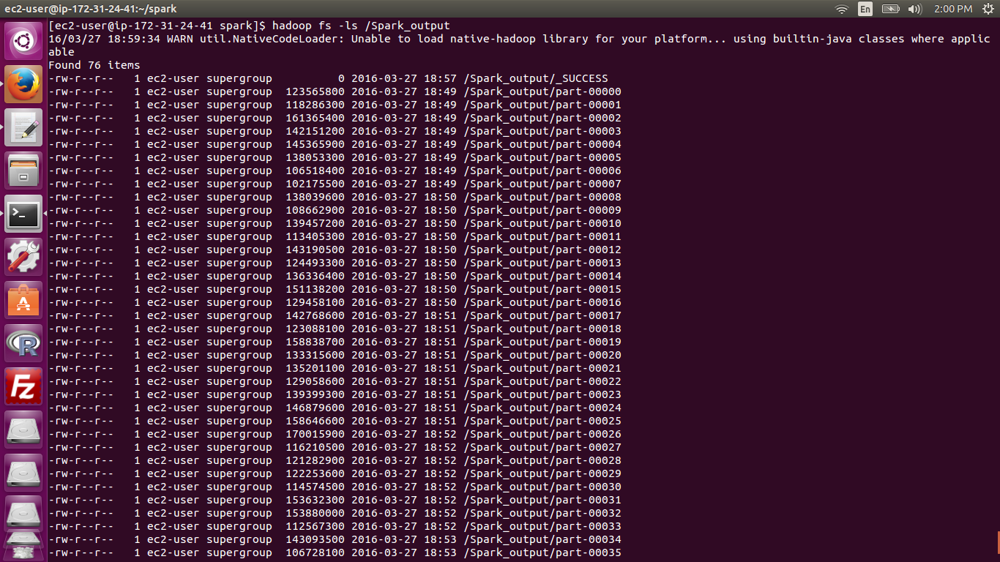 ec2-user@ip-172-31-24-41:~/spark En 2:00 PM
[ec2-user@ip-172-31-24-41 spark]$ hadoop fs -ls /Spark_output
16/03/27 18:59:34 WARN util.NativeCodeLoader: Unable to load native-hadoop library for your platform... using builtin-java classes where applic
able
Found 76 items
-rw-r--r--   1 ec2-user supergroup          0 2016-03-27 18:57 /Spark_output/_SUCCESS
-rw-r--r--   1 ec2-user supergroup  123565800 2016-03-27 18:49 /Spark_output/part-00000
-rw-r--r--   1 ec2-user supergroup  118286300 2016-03-27 18:49 /Spark_output/part-00001
-rw-r--r--   1 ec2-user supergroup  161365400 2016-03-27 18:49 /Spark_output/part-00002
-rw-r--r--   1 ec2-user supergroup  142151200 2016-03-27 18:49 /Spark_output/part-00003
-rw-r--r--   1 ec2-user supergroup  145365900 2016-03-27 18:49 /Spark_output/part-00004
-rw-r--r--   1 ec2-user supergroup  138053300 2016-03-27 18:49 /Spark_output/part-00005
-rw-r--r--   1 ec2-user supergroup  106518400 2016-03-27 18:49 /Spark_output/part-00006
-rw-r--r--   1 ec2-user supergroup  102175500 2016-03-27 18:49 /Spark_output/part-00007
-rw-r--r--   1 ec2-user supergroup  138039600 2016-03-27 18:50 /Spark_output/part-00008
-rw-r--r--   1 ec2-user supergroup  108662900 2016-03-27 18:50 /Spark_output/part-00009
-rw-r--r--   1 ec2-user supergroup  139457200 2016-03-27 18:50 /Spark_output/part-00010
-rw-r--r--   1 ec2-user supergroup  113405300 2016-03-27 18:50 /Spark_output/part-00011
-rw-r--r--   1 ec2-user supergroup  143190500 2016-03-27 18:50 /Spark_output/part-00012
-rw-r--r--   1 ec2-user supergroup  124493300 2016-03-27 18:50 /Spark_output/part-00013
-rw-r--r--   1 ec2-user supergroup  136336400 2016-03-27 18:50 /Spark_output/part-00014
-rw-r--r--   1 ec2-user supergroup  151138200 2016-03-27 18:50 /Spark_output/part-00015
-rw-r--r--   1 ec2-user supergroup  129458100 2016-03-27 18:50 /Spark_output/part-00016
-rw-r--r--   1 ec2-user supergroup  142768600 2016-03-27 18:51 /Spark_output/part-00017
-rw-r--r--   1 ec2-user supergroup  123088100 2016-03-27 18:51 /Spark_output/part-00018
-rw-r--r--   1 ec2-user supergroup  158838700 2016-03-27 18:51 /Spark_output/part-00019
-rw-r--r--   1 ec2-user supergroup  133315600 2016-03-27 18:51 /Spark_output/part-00020
-rw-r--r--   1 ec2-user supergroup  135201100 2016-03-27 18:51 /Spark_output/part-00021
-rw-r--r--   1 ec2-user supergroup  129058600 2016-03-27 18:51 /Spark_output/part-00022
-rw-r--r--   1 ec2-user supergroup  139399300 2016-03-27 18:51 /Spark_output/part-00023
-rw-r--r--   1 ec2-user supergroup  146879600 2016-03-27 18:51 /Spark_output/part-00024
-rw-r--r--   1 ec2-user supergroup  158646600 2016-03-27 18:51 /Spark_output/part-00025
-rw-r--r--   1 ec2-user supergroup  170015900 2016-03-27 18:52 /Spark_output/part-00026
-rw-r--r--   1 ec2-user supergroup  116210500 2016-03-27 18:52 /Spark_output/part-00027
-rw-r--r--   1 ec2-user supergroup  121282900 2016-03-27 18:52 /Spark_output/part-00028
-rw-r--r--   1 ec2-user supergroup  122253600 2016-03-27 18:52 /Spark_output/part-00029
-rw-r--r--   1 ec2-user supergroup  114574500 2016-03-27 18:52 /Spark_output/part-00030
-rw-r--r--   1 ec2-user supergroup  153632300 2016-03-27 18:52 /Spark_output/part-00031
-rw-r--r--   1 ec2-user supergroup  153880000 2016-03-27 18:52 /Spark_output/part-00032
-rw-r--r--   1 ec2-user supergroup  112567300 2016-03-27 18:52 /Spark_output/part-00033
-rw-r--r--   1 ec2-user supergroup  143093500 2016-03-27 18:53 /Spark_output/part-00034
-rw-r--r--   1 ec2-user supergroup  106728100 2016-03-27 18:53 /Spark_output/part-00035